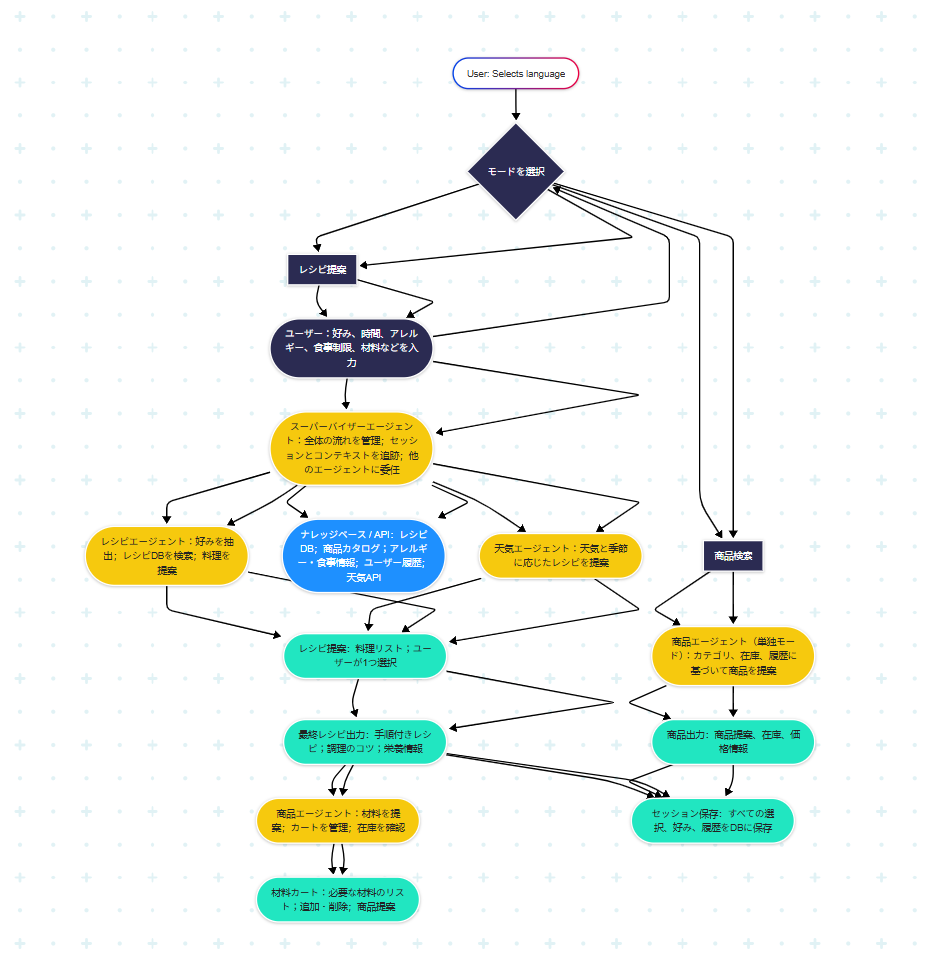 User: Selects language
モードを選択
レシピ提案
ユーザー：好み、時間、アレル
ギー、食事制限、材料などを入
力
スーパーバイザーエージェン
ト：全体の流れを管理；セッシ
ョンとコンテキストを追跡；他
のエージェントに委任
レシピエージェント：好みを抽
出；レシピDBを検索；料理を
提案
ナレッジベース / API：レシピ
DB；商品カタログ；アレルギ
ー・食事情報；ユーザー履歴；
天気API
天気エージェント：天気と季節
に応じたレシピを提案
商品検索
レシピ提案：料理リスト；ユー
ザーが1つ選択
商品エージェント（単独モー
ド）：カテゴリ、在庫、履歴に
基づいて商品を提案
最終レシピ出力：手順付きレシ
ピ；調理のコツ；栄養情報
商品出力：商品提案、在庫、価
格情報
商品エージェント：材料を提
案；カートを管理；在庫を確認
セッション保存：すべての選
択、好み、履歴をDBに保存
材料カート：必要な材料のリス
ト；追加・削除；商品提案